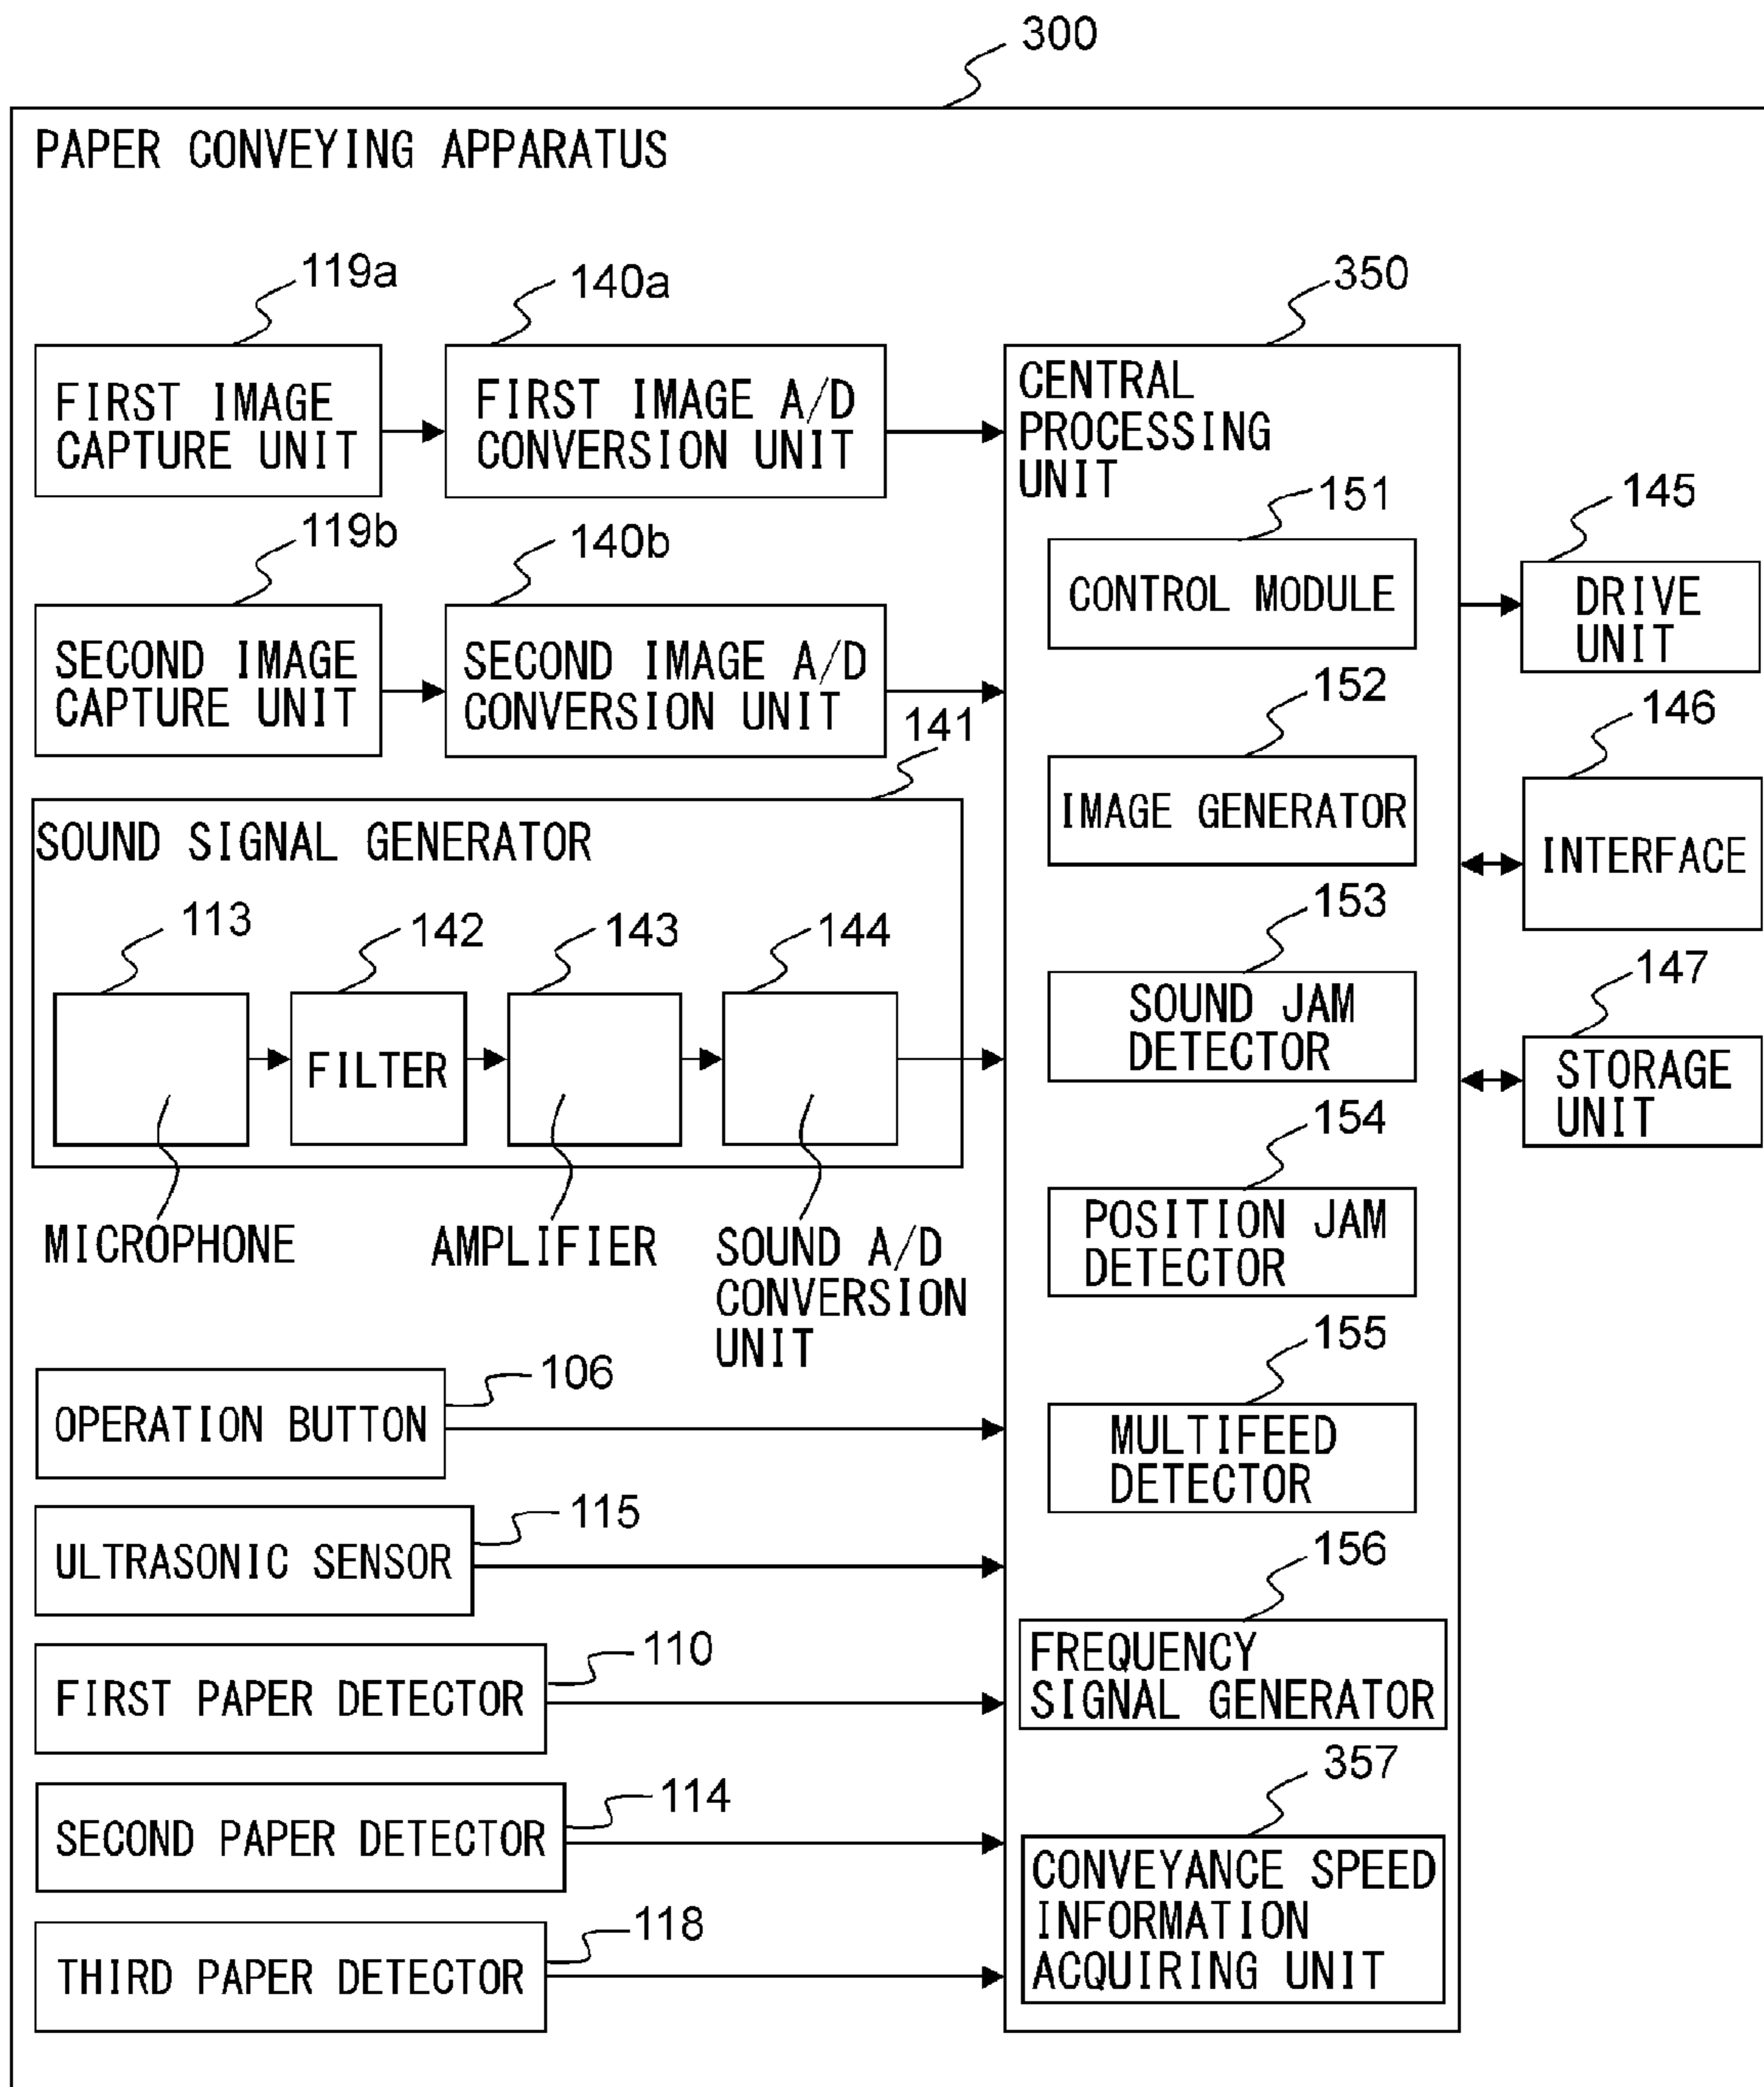 300
PAPER CONVEYING APPARATUS
119a
140a
350
FIRST IMAGE
CAPTURE UNIT
FIRST IMAGE A/D
CONVERSION UNIT
CENTRAL
PROCESSING
UNIT
151
CONTROL MODULE
145
DRIVE
UNIT
119b
140b
SECOND IMAGE
CAPTURE UNIT
SECOND IMAGE A/D
CONVERSION UNIT
152
IMAGE GENERATOR
146
INTERFACE
141
SOUND SIGNAL GENERATOR
113
142
143
144
FILTER
MICROPHONE
AMPLIFIER
SOUND A/D
CONVERSION
UNIT
153
SOUND JAM
DETECTOR
147
STORAGE
UNIT
154
POSITION JAM
DETECTOR
106
OPERATION BUTTON
155
MULTIFEED
DETECTOR
115
ULTRASONIC SENSOR
156
FREQUENCY
SIGNAL GENERATOR
110
FIRST PAPER DETECTOR
114
SECOND PAPER DETECTOR
357
CONVEYANCE SPEED
INFORMATION
ACQUIRING UNIT
118
THIRD PAPER DETECTOR